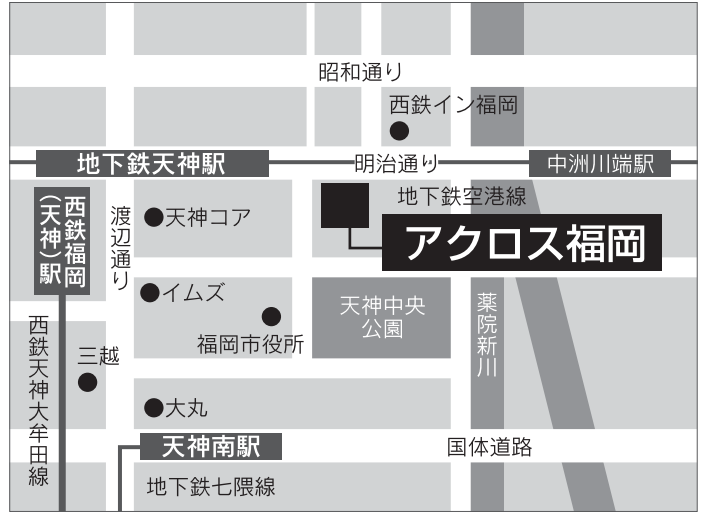 昭和通り
西鉄イン福岡
地下鉄天神駅
明治通り
中洲川端駅
西鉄福岡
(天神)駅
渡辺通り
天神コア
地下鉄空港線
アクロス福岡
イムズ
福岡市役所
天神中央
公園
薬院新川
西鉄天神大牟田線
三越
大丸
天神南駅
国体道路
地下鉄七隈線